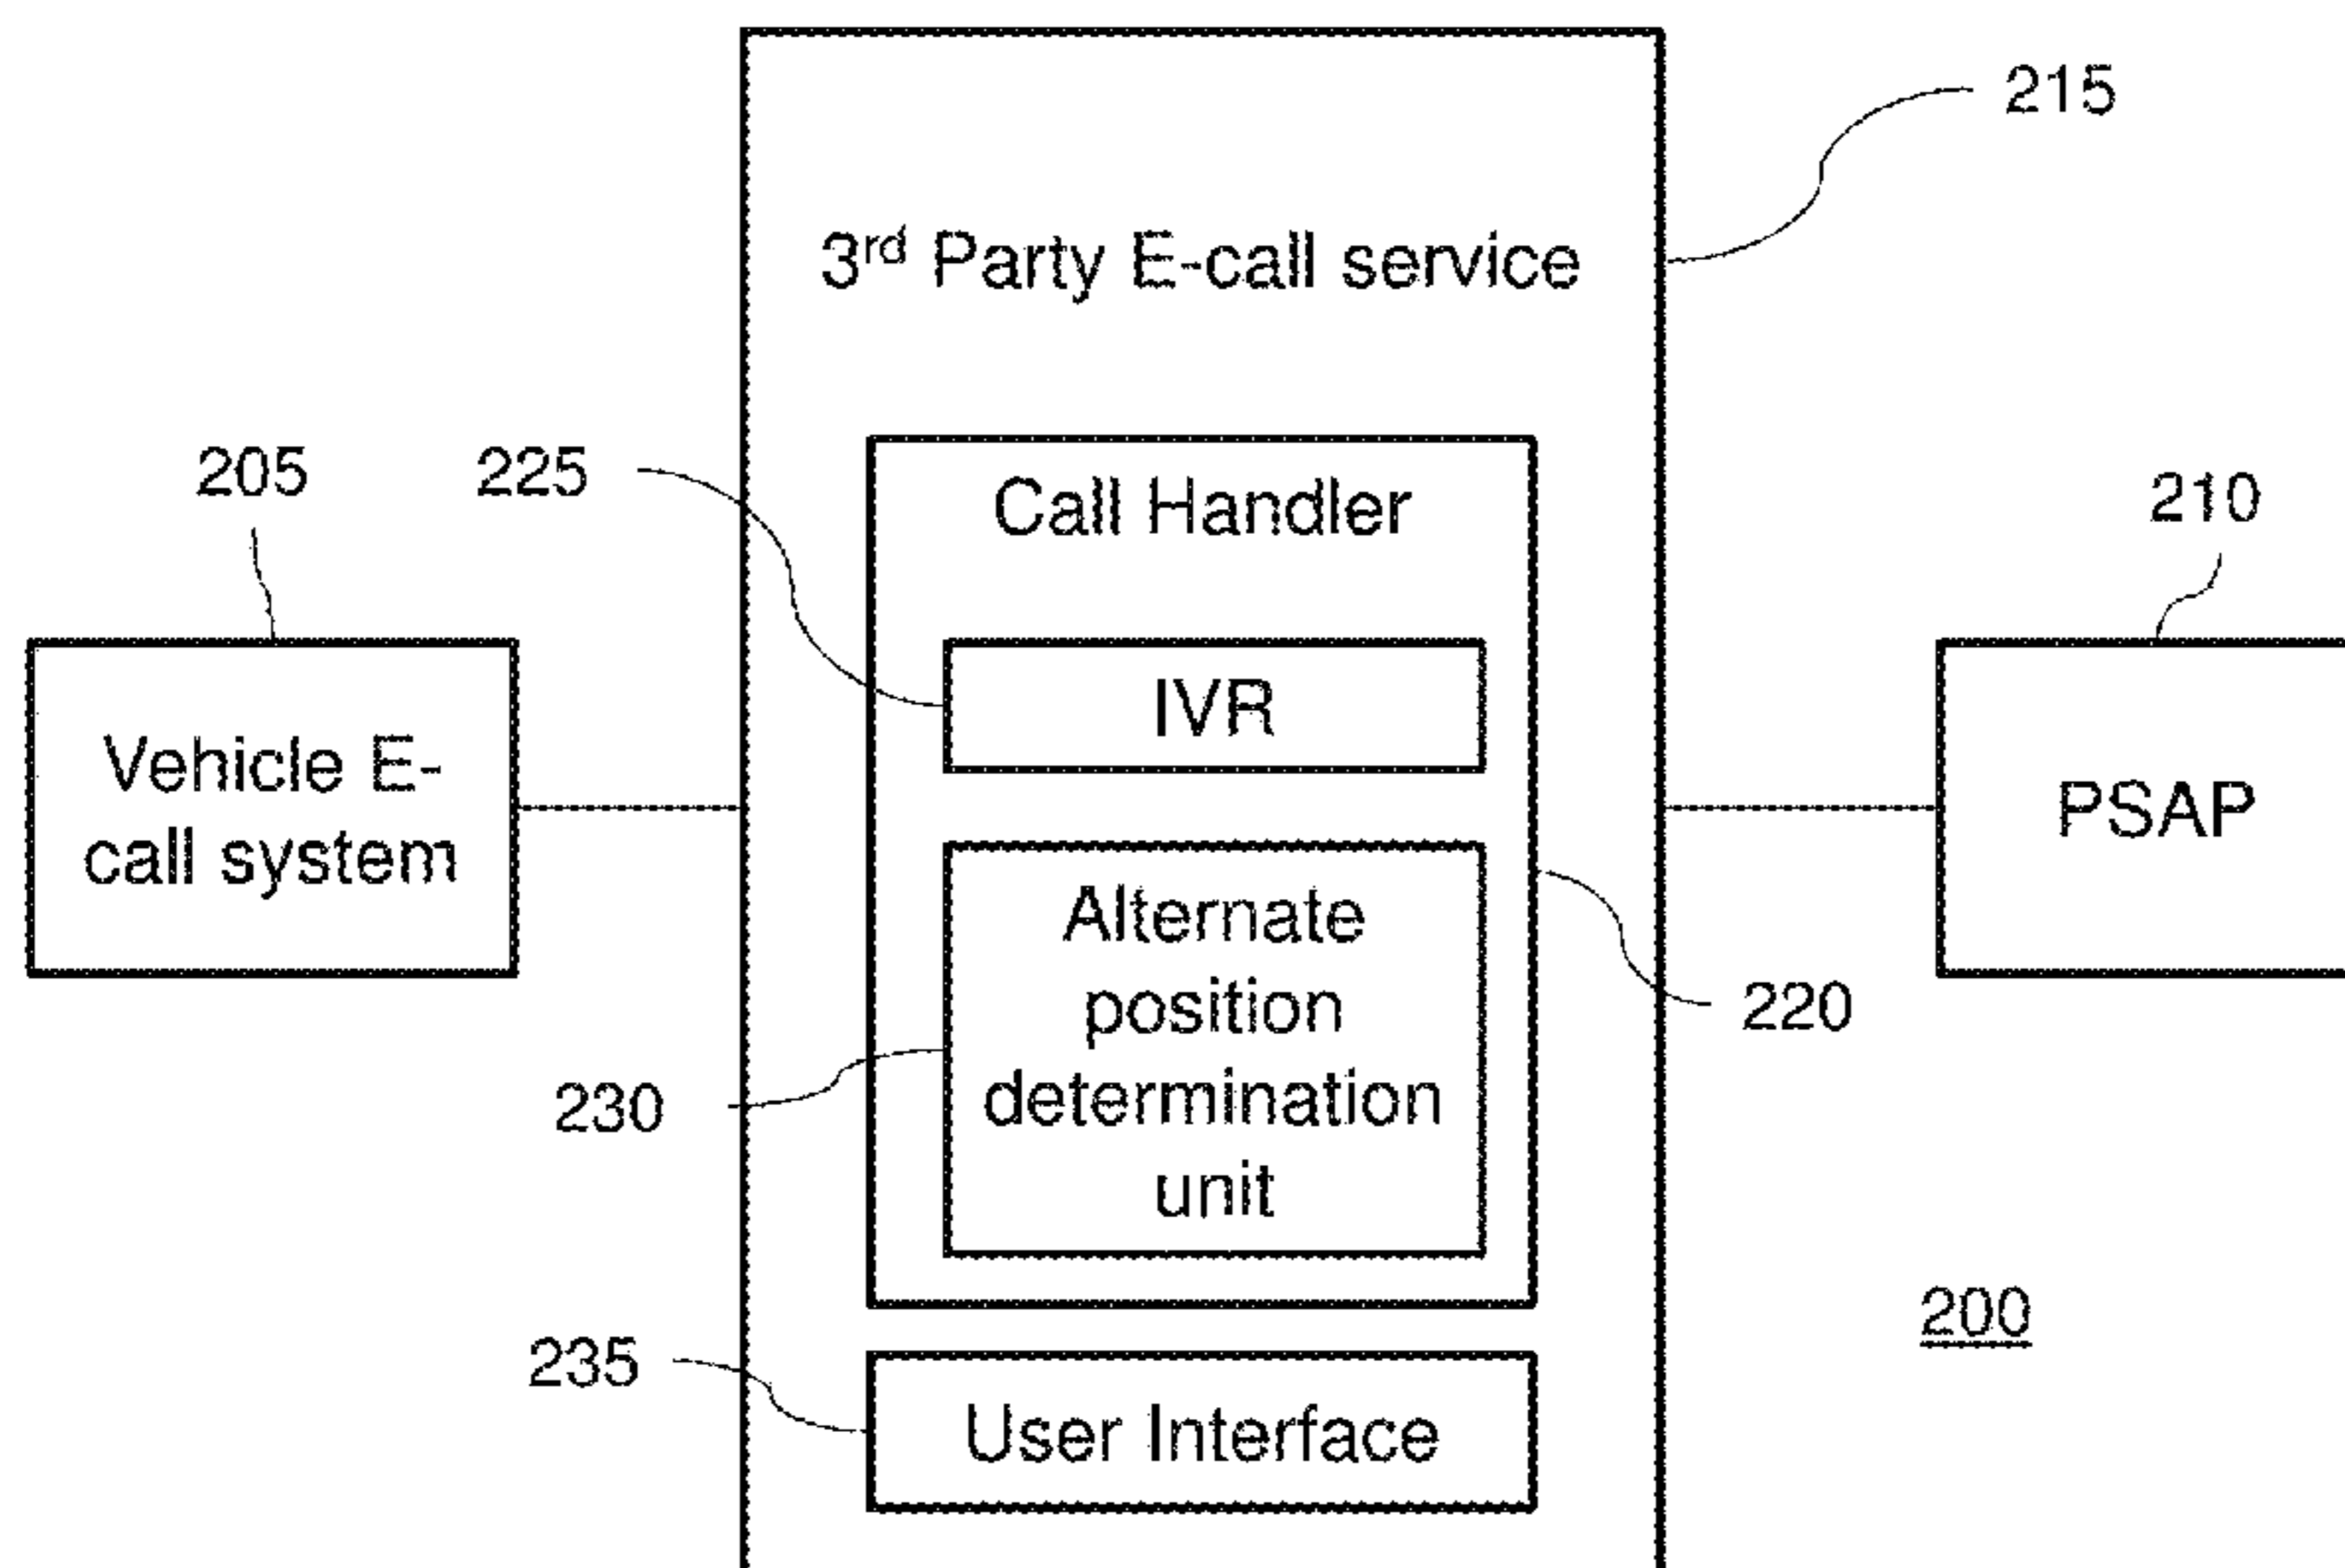 215
3rd Party E-call service
205
225
Call Handler
210
IVR
Vehicle E-
call system
PSAP
Alternate
position
determination
unit
220
230
200
235
User Interface